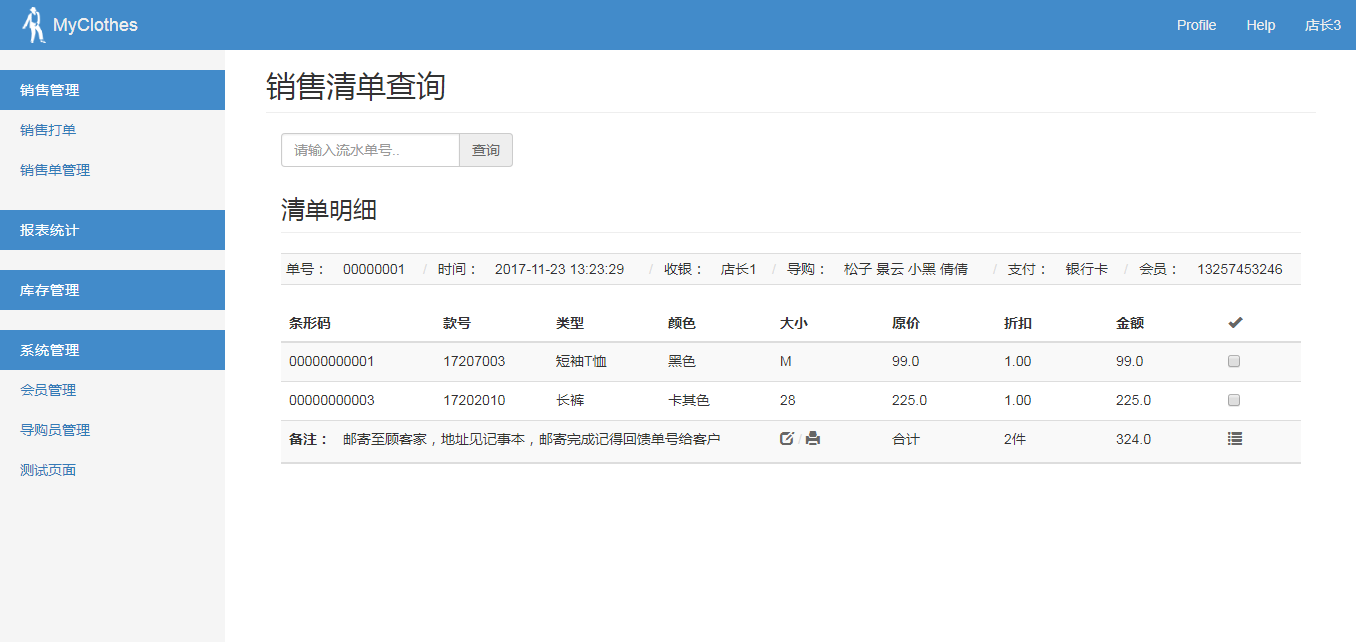 MyClothes Profile Help 店长3
销售管理
销售打单
销售单管理
报表统计
库存管理
系统管理
会员管理
导购员管理
测试页面
销售清单查询
请输入流水单号.. 查询
清单明细
单号： 00000001 / 时间： 2017-11-23 13:23:29 / 收银： 店长1 / 导购： 松子 景云 小黑 倩倩 / 支付： 银行卡 / 会员： 13257453246
条形码 款号 类型 颜色 大小 原价 折扣 金额
00000000001 17207003 短袖T恤 黑色 M 99.0 1.00 99.0
00000000003 17202010 长裤 卡其色 28 225.0 1.00 225.0
备注： 邮寄至顾客家，地址见记事本，邮寄完成记得回馈单号给客户 / 合计 2件 324.0